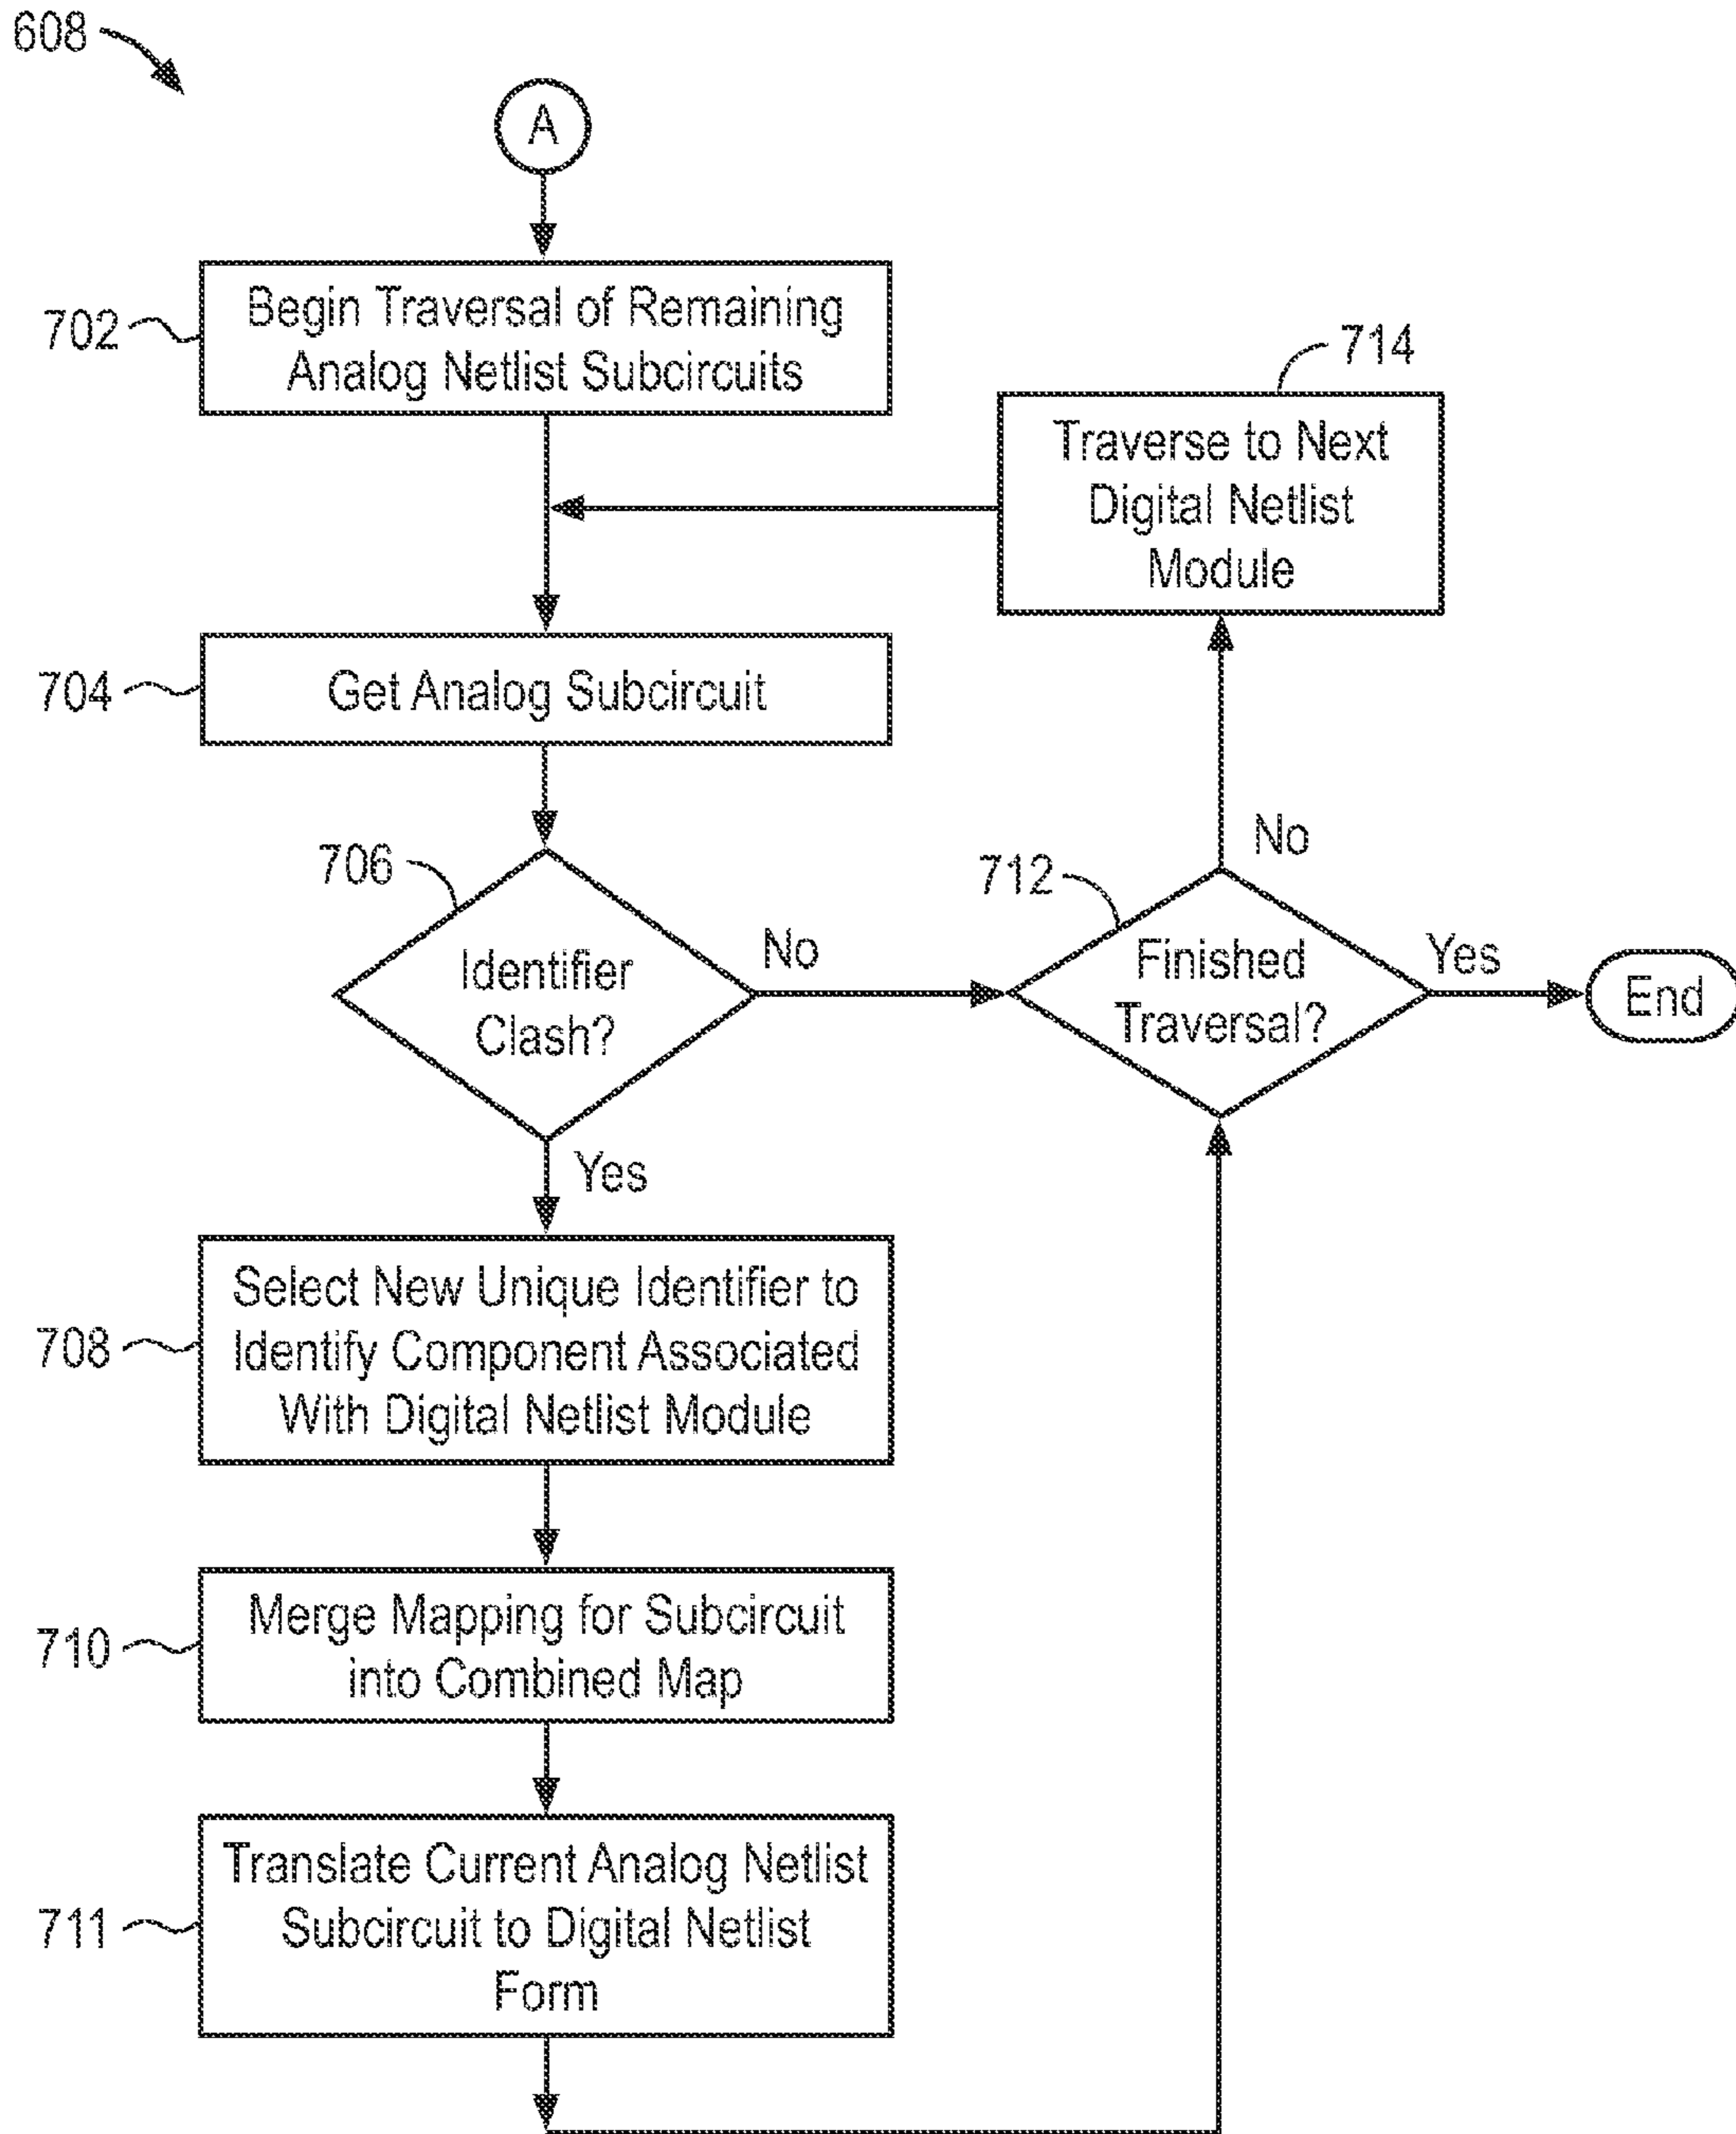 608
A
702
Begin Traversal of Remaining
Analog Netlist Subcircuits
714
Traverse to Next
Digital Netlist
Module
704
Get Analog Subcircuit
706
Identifier
Clash?
No
712
Finished
Traversal?
No
Yes
End
Yes
708
Select New Unique Identifier to
Identify Component Associated
With Digital Netlist Module
710
Merge Mapping for Subcircuit
into Combined Map
711
Translate Current Analog Netlist
Subcircuit to Digital Netlist
Form